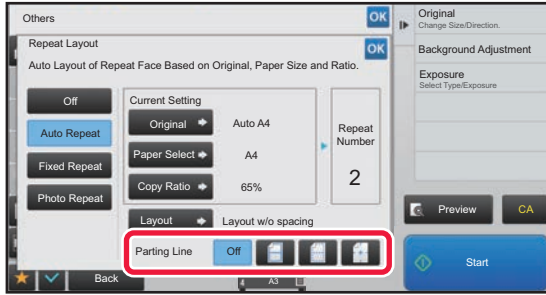 Others
OK
Repeat Layout
OK
Auto Layout of Repeat Face Based on Original, Paper Size and Ratio.
Off
Auto Repeat
Fixed Repeat
Photo Repeat
Current Setting
Original
Auto A4
Paper Select
A4
Copy Ratio
65%
Repeat
Number
2
Layout
Layout w/o spacing
Parting Line
Off
Back
A3
Original
Change Size/Direction.
Background Adjustment
Exposure
Select Type/Exposure
Preview
CA
Start